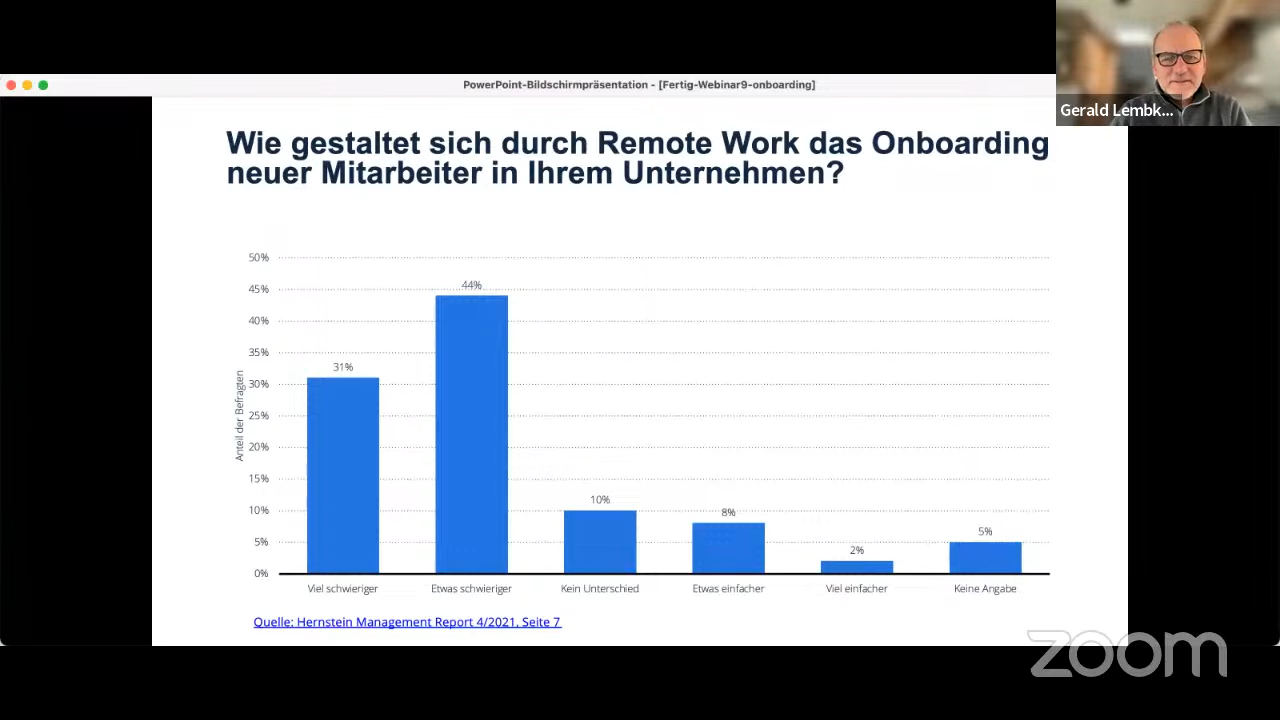 PowerPoint-Bildschirmpräsentation - [Fertig-Webinar9-onboarding]
Gerald Lembk...
Wie gestaltet sich durch Remote Work das Onboarding
neuer Mitarbeiter in Ihrem Unternehmen?
Anteil der Befragten
50%
45%
40%
35%
30%
25%
20%
15%
10%
5%
0%
31%
44%
10%
8%
2%
5%
Viel schwieriger
Etwas schwieriger
Kein Unterschied
Etwas einfacher
Viel einfacher
Keine Angabe
Quelle: Hernstein Management Report 4/2021, Seite 7
zoom